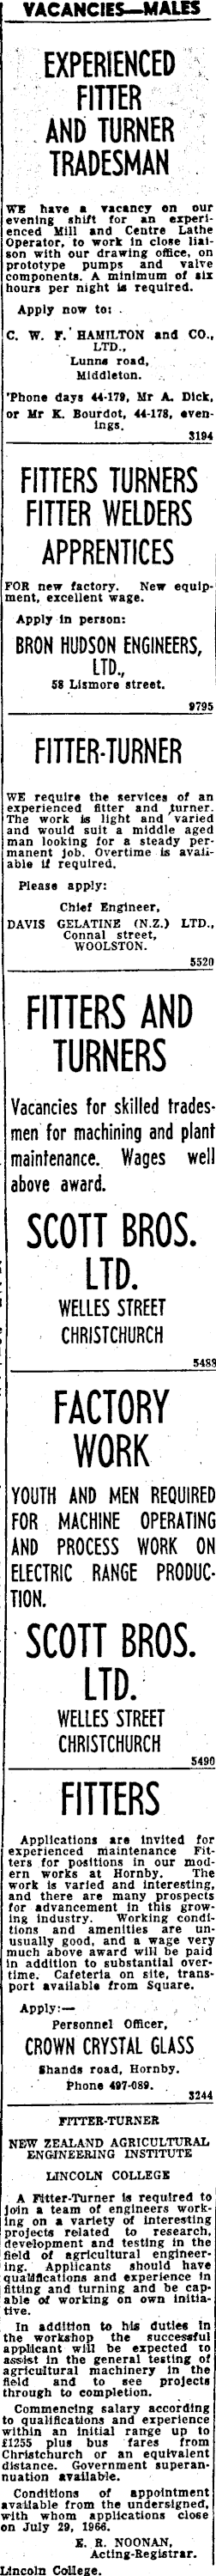 VACANCIES—MALES
EXPERIENCED
FITTER
AND TURNER
TRADESMAN
WE have a vacancy on our
evening shift for an experi-
enced Mill and Centre Lathe
Operator, to work in close liai-
son with our drawing office, on
prototype pumps and valve
components. A minimum of six
hours per night is required.
Apply now to:
C. W. F. HAMILTON and CO.,
LTD.,
Lunns road,
Middleton.
'Phone days 44-179, Mr A. Dick,
or Mr K. Bourdot, 44-178, even-
ings.
3194
FITTERS TURNERS
FITTER WELDERS
APPRENTICES
FOR new factory. New equip-
ment, excellent wage.
Apply in person:
BRON HUDSON ENGINEERS,
LTD.,
58 Lismore street.
9795
FITTER-TURNER
WE require the services of an
experienced fitter and turner.
The work is light and varied
and would suit a middle aged
man looking for a steady per-
manent job. Overtime is avail-
able if required.
Please apply:
Chief Engineer,
DAVIS GELATINE (N.Z.) LTD.,
Connal street,
WOOLSTON.
5520
FITTERS AND
TURNERS
Vacancies for skilled trades-
men for machining and plant
maintenance. Wages well
above award.
SCOTT BROS.
LTD.
WELLES STREET
CHRISTCHURCH
5489
FACTORY
WORK
YOUTH AND MEN REQUIRED
FOR MACHINE OPERATING
AND PROCESS WORK ON
ELECTRIC RANGE PRODUC-
TION.
SCOTT BROS.
LTD.
WELLES STREET
CHRISTCHURCH
5490
FITTERS
Applications are invited for
experienced maintenance Fit-
ters for positions in our mod-
ern works at Hornby. The
work is varied and interesting,
and there are many prospects
for advancement in this grow-
ing industry. Working condi-
tions and amenities are un-
usually good, and a wage very
much above award will be paid
in addition to substantial over-
time. Cafeteria on site, trans-
port available from Square.
Apply:—
Personnel Officer,
CROWN CRYSTAL GLASS
Shands road, Hornby.
Phone 497-089.
3244
FITTER-TURNER
NEW ZEALAND AGRICULTURAL
ENGINEERING INSTITUTE
LINCOLN COLLEGE
A Fitter-Turner is required to
join a team of engineers work-
ing on a variety of interesting
projects related to research,
development and testing in the
field of agricultural engineer-
ing. Applicants should have
qualifications and experience in
fitting and turning and be cap-
able of working on own initia-
tive.
In addition to his duties in
the workshop the successful
applicant will be expected to
assist in the general testing of
agricultural machinery in the
field and to see projects
through to completion.
Commencing salary according
to qualifications and experience
within an initial range up to
£1255 plus bus fares from
Christchurch or an equivalent
distance. Government superan-
nuation available.
Conditions of appointment
available from the undersigned,
with whom applications close
on July 29, 1966.
E. R. NOONAN,
Acting-Registrar.
Lincoln College.